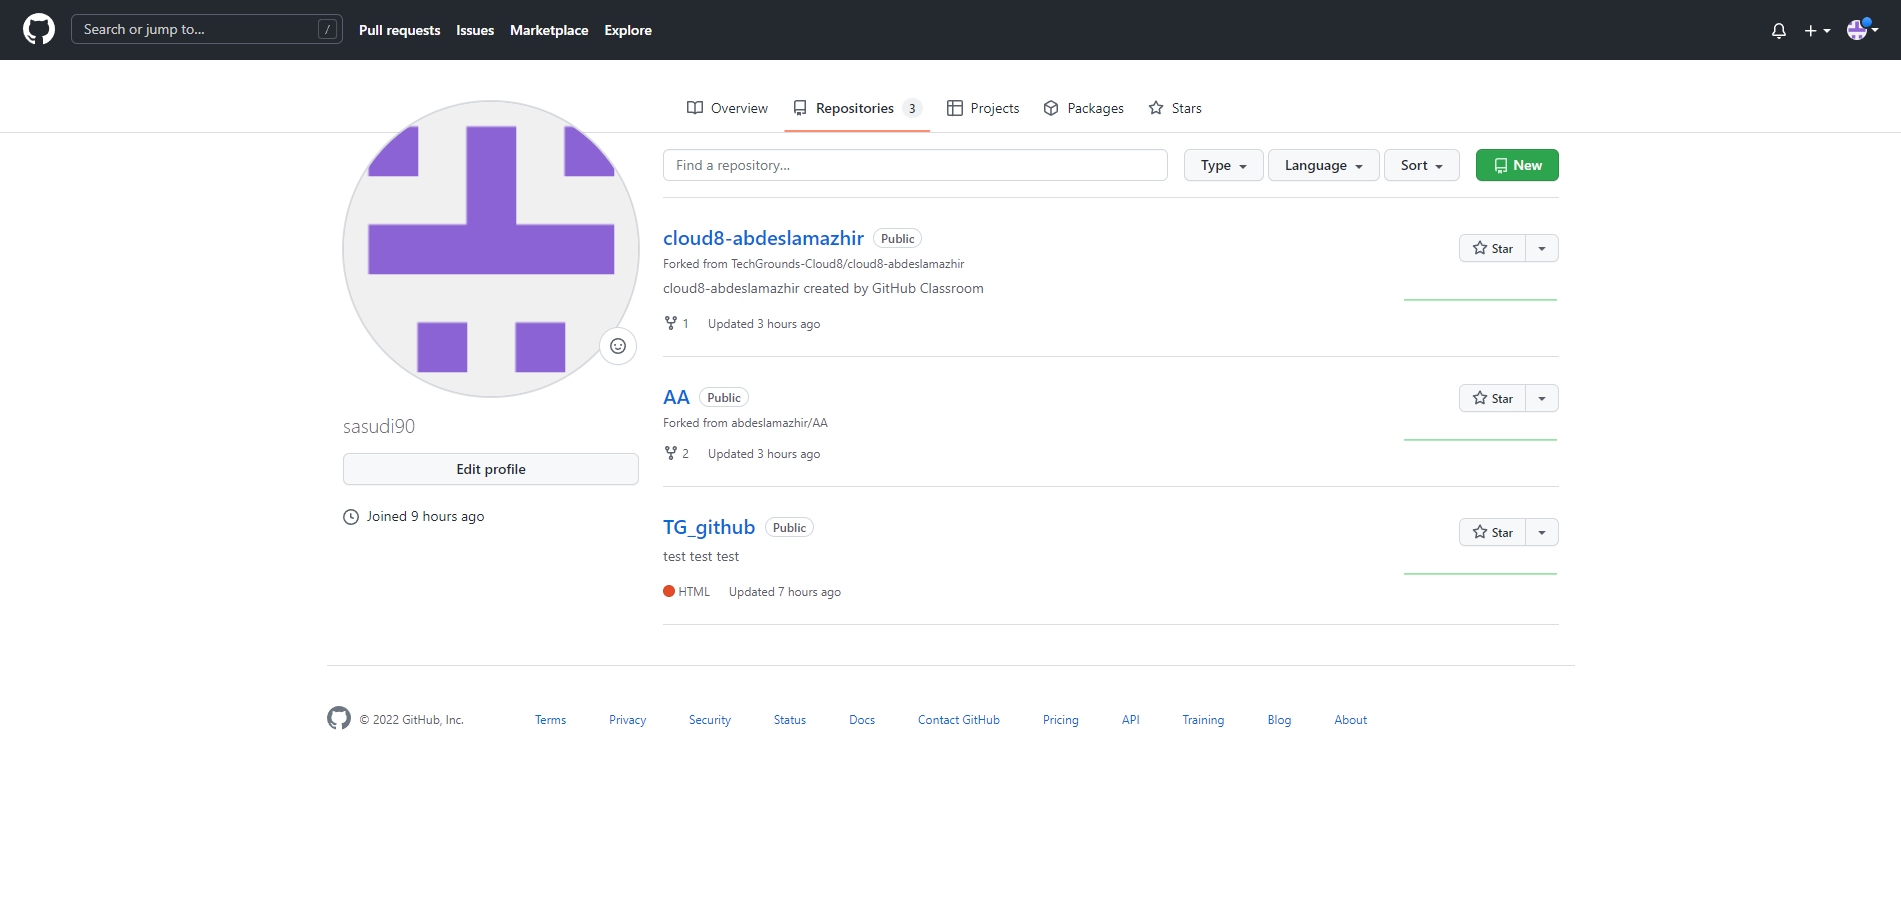 Search or jump to... /
Pull requests Issues Marketplace Explore
Overview Repositories 3 Projects Packages Stars
Find a repository... Type Language Sort New
cloud8-abdeslamazhir Public
Star
Forked from TechGrounds-Cloud8/cloud8-abdeslamazhir
cloud8-abdeslamazhir created by GitHub Classroom
1 Updated 3 hours ago
AA Public
Star
Forked from abdeslamazhir/AA
2 Updated 3 hours ago
sasudi90
Edit profile
Joined 9 hours ago
TG_github Public
Star
test test test
HTML Updated 7 hours ago
© 2022 GitHub, Inc. Terms Privacy Security Status Docs Contact GitHub Pricing API Training Blog About